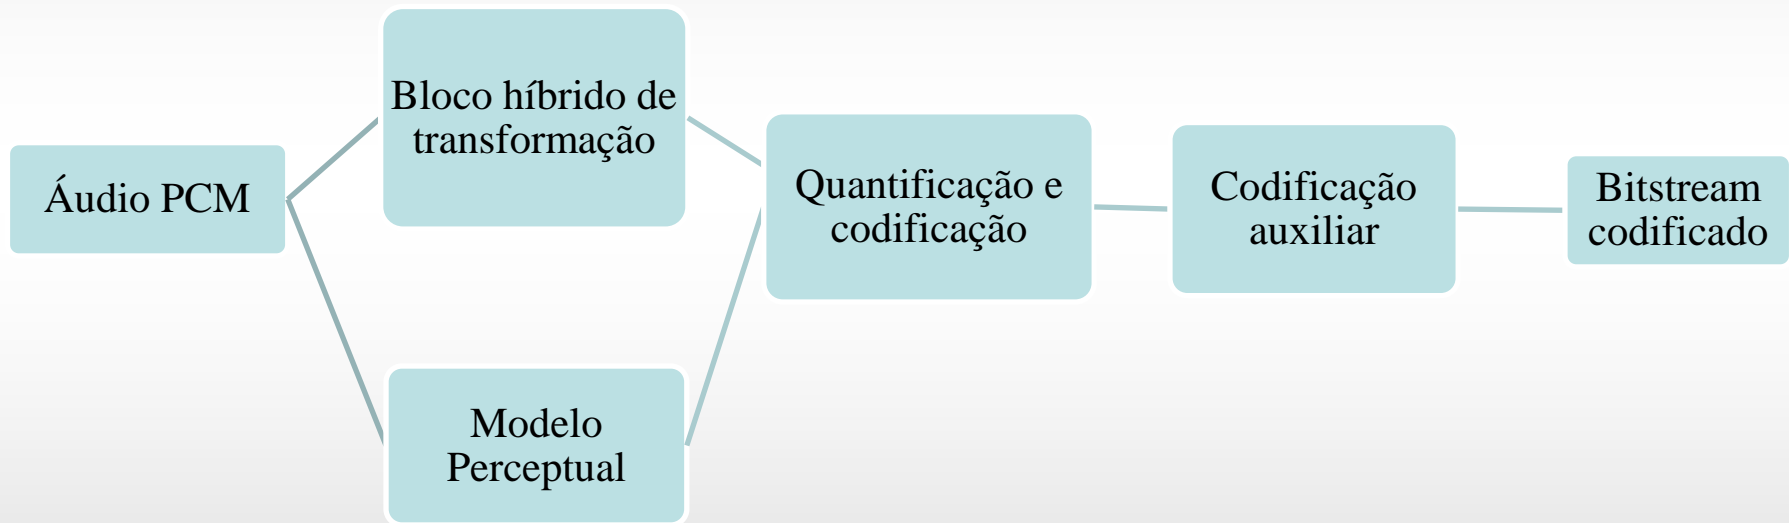 Áudio PCM
Bloco híbrido de
transformação
Modelo
Perceptual
Quantificação e
codificação
Codificação
auxiliar
Bitstream
codificado